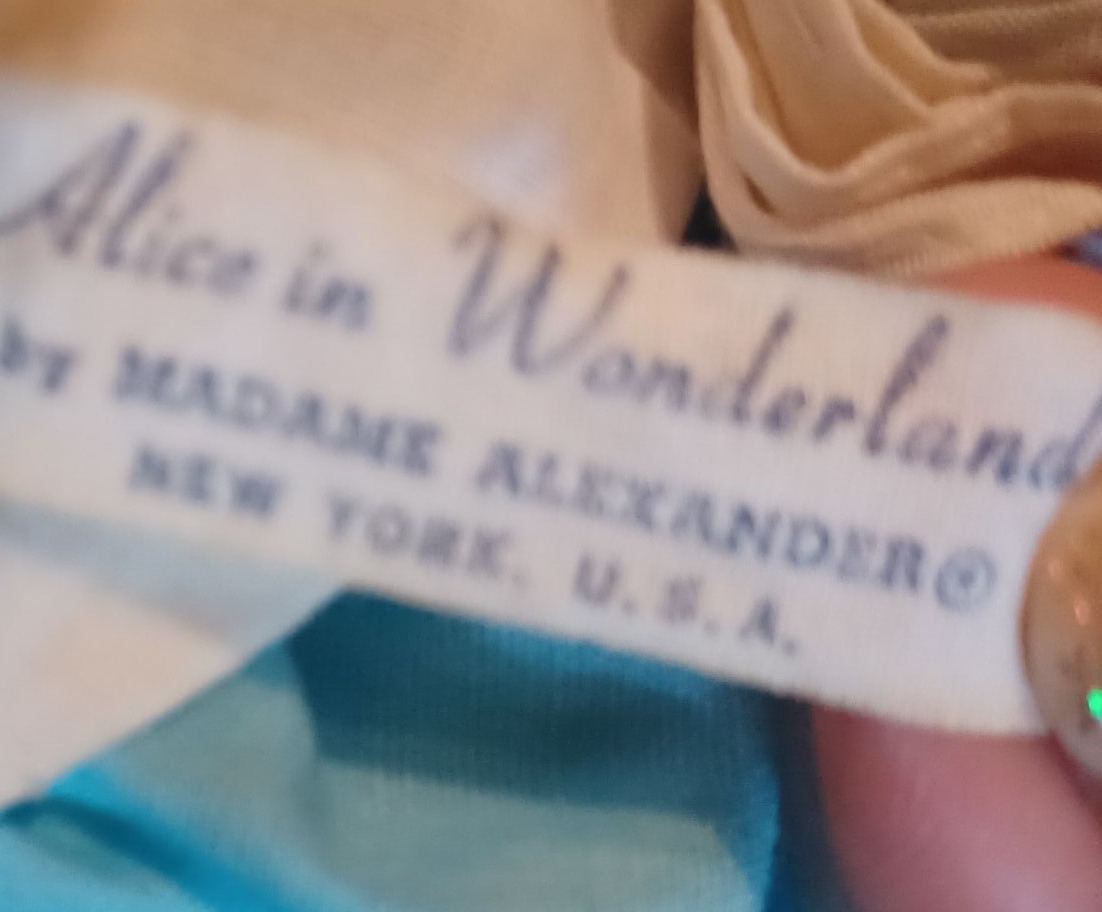 Alice in Wonderland
by MADAME ALEXANDER®
NEW YORK, U.S.A.